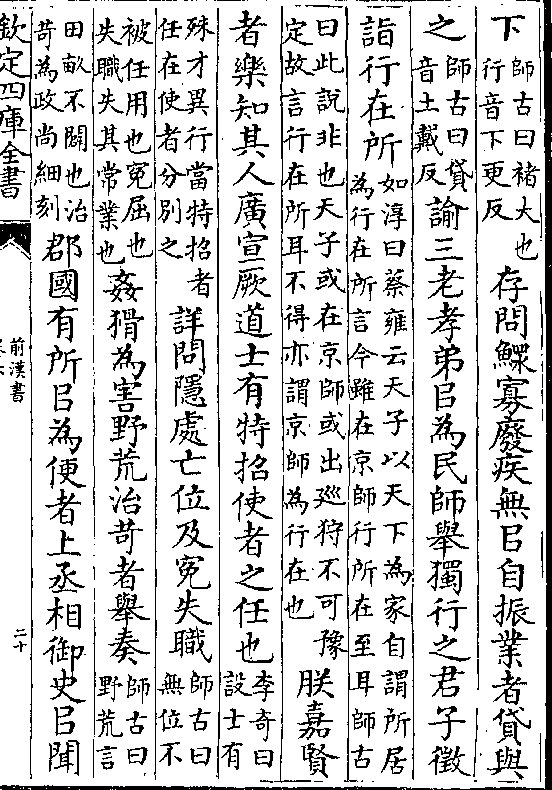 下師古曰褚大也行音下更反存問鰥寡廢疾無㠯自振業者貸與
之師古曰貸音土戴反諭三老孝弟㠯為民師舉獨行之君子徵
詣行在所如淳曰蔡雍云天子以天下為家自謂所居為行在所言今雖在京師行所在至耳師古
曰此說非也天子或在京師或出巡狩不可豫定故言行在所耳不得亦謂京師為行在也朕嘉賢
者樂知其人廣宣厥道士有特招使者之任也李奇曰設士有
殊才異行當特招者任在使者分別之詳問隱處亡位及寃失職師古曰無位不
被任用也寃屈也失職失其常業也姦猾為害野荒治苛者舉奏師古曰野荒言
田畝不闢也治苛為政尚細刻郡國有所㠯為便者上丞相御史㠯聞
欽定四庫全書
前漢書
二十